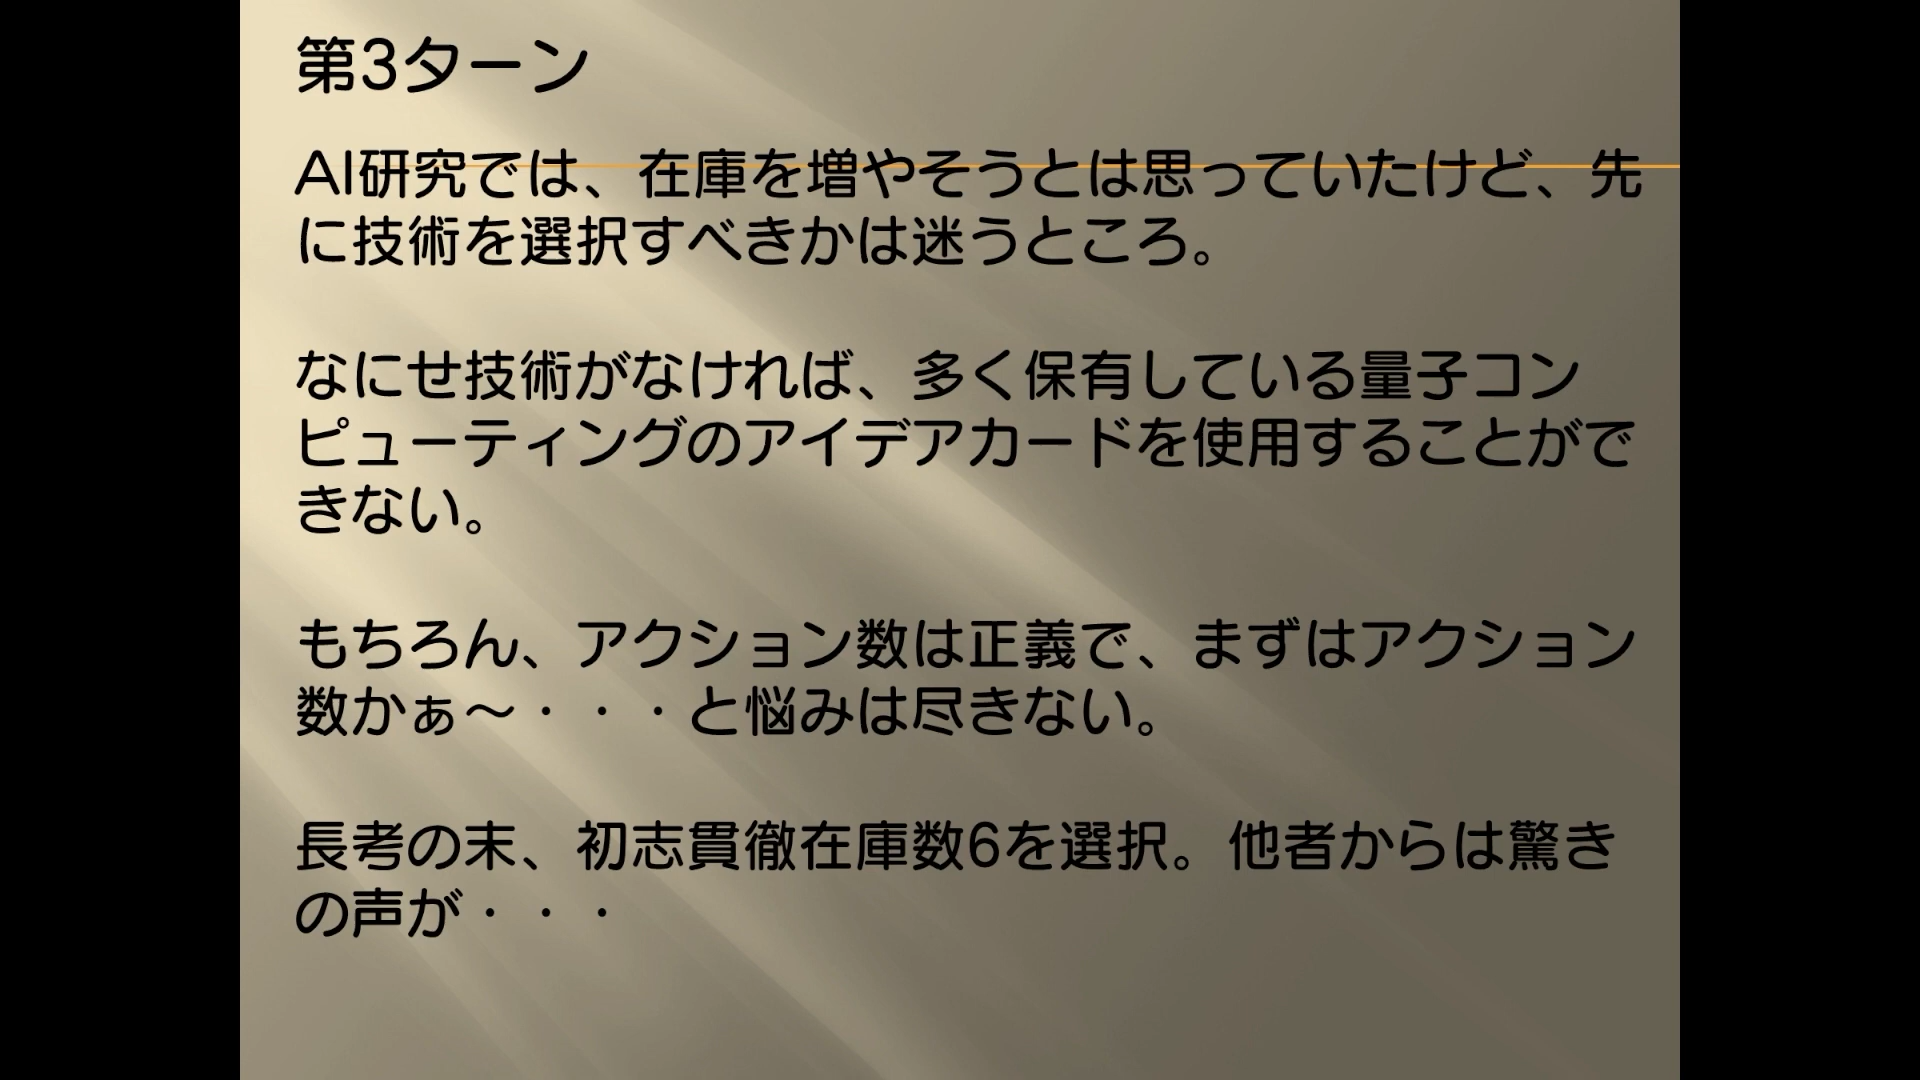 第3ターン
AI研究では、在庫を増やそうとは思っていたけど、先
に技術を選択すべきかは迷うところ。
なにせ技術がなければ、多く保有している量子コン
ピューティングのアイデアカードを使用することがで
きない。
もちろん、アクション数は正義で、まずはアクション
数かぁ～・・・と悩みは尽きない。
長考の末、初志貫徹在庫数6を選択。他者からは驚き
の声が・・・